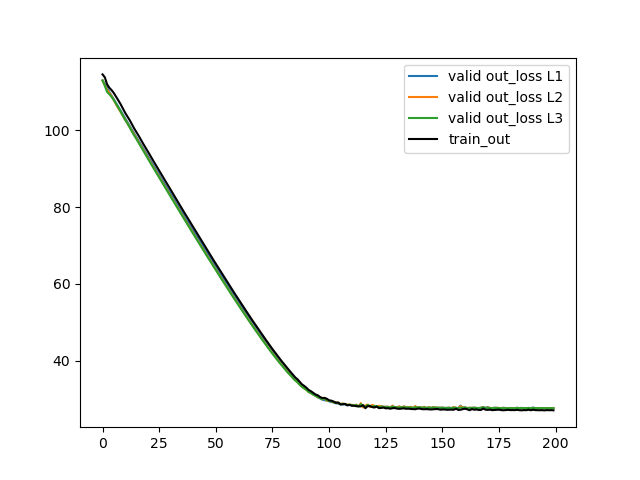 valid out_loss L1
valid out_loss L2
valid out_loss L3
train_out
100
80
60
40
0 25 50 75 100 125 150 175 200